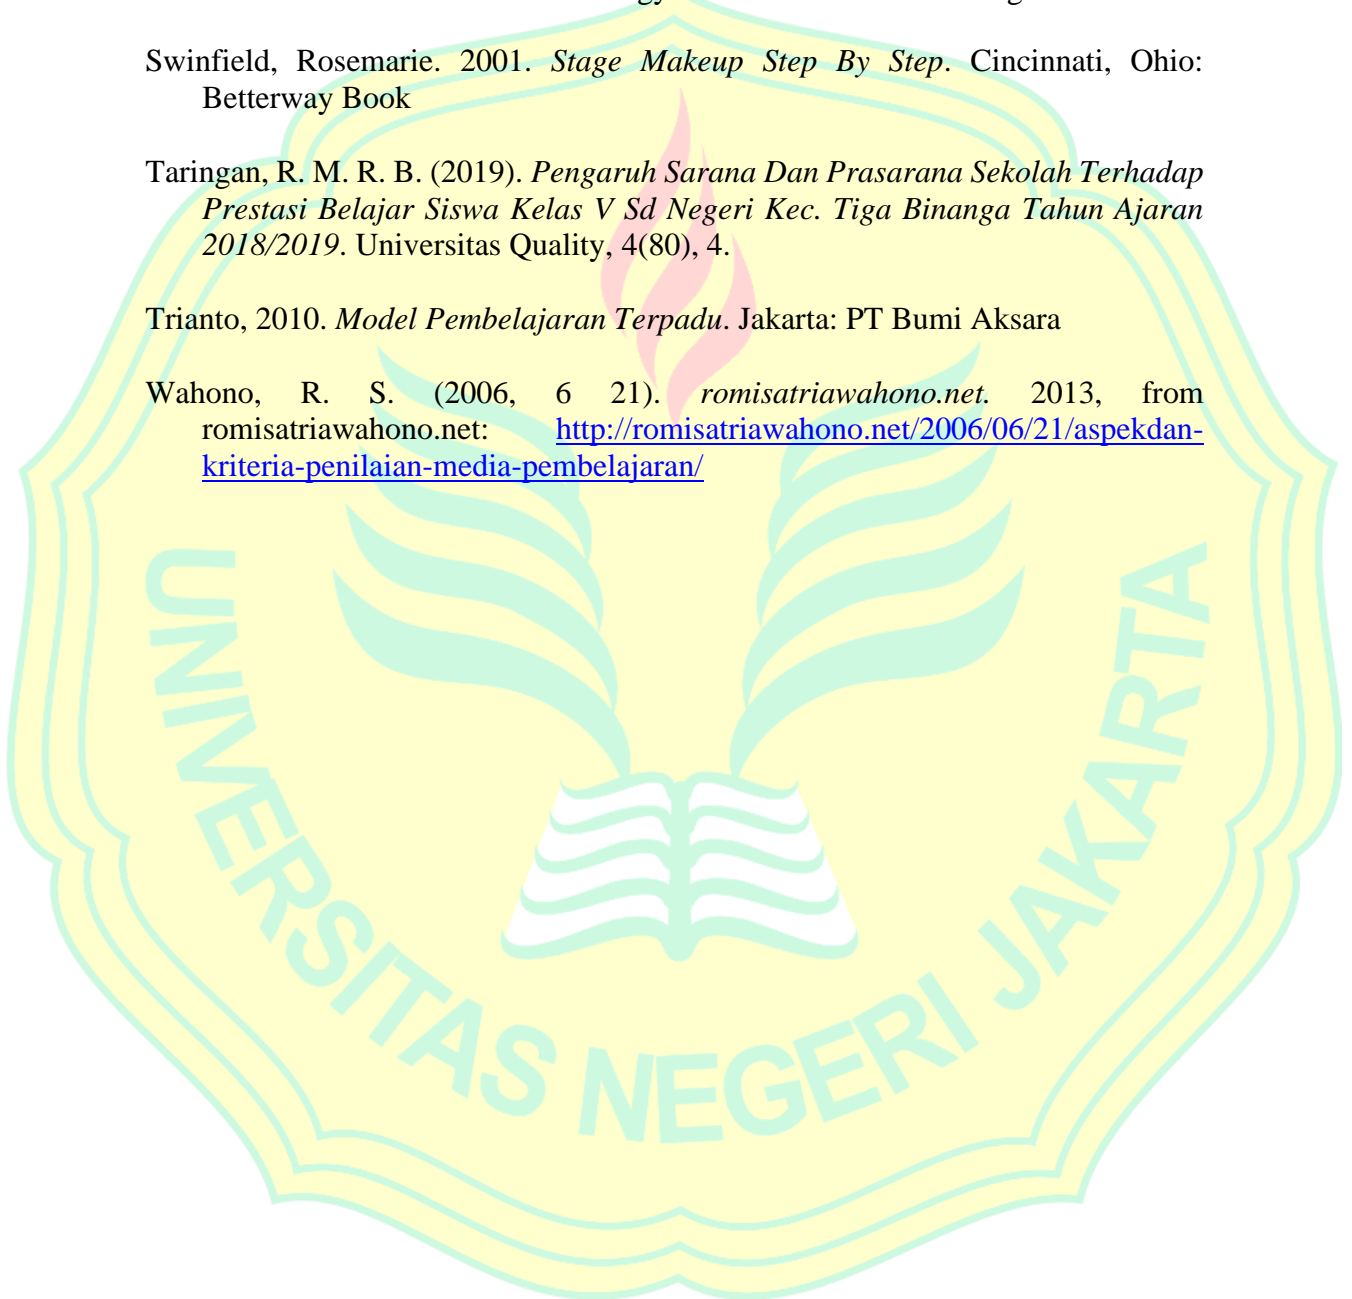 Swinfield, Rosemarie. 2001. Stage Makeup Step By Step. Cincinnati, Ohio:
Betterway Book
Taringan, R. M. R. B. (2019). Pengaruh Sarana Dan Prasarana Sekolah Terhadap
Prestasi Belajar Siswa Kelas V Sd Negeri Kec. Tiga Binanga Tahun Ajaran
2018/2019. Universitas Quality, 4(80), 4.
Trianto, 2010. Model Pembelajaran Terpadu. Jakarta: PT Bumi Aksara
Wahono, R. S. (2006, 6 21). romisatriawahono.net. 2013, from
romisatriawahono.net: http://romisatriawahono.net/2006/06/21/aspekdan-
kriteria-penilaian-media-pembelajaran/
UNIVERSITAS NEGERI JAKARTA